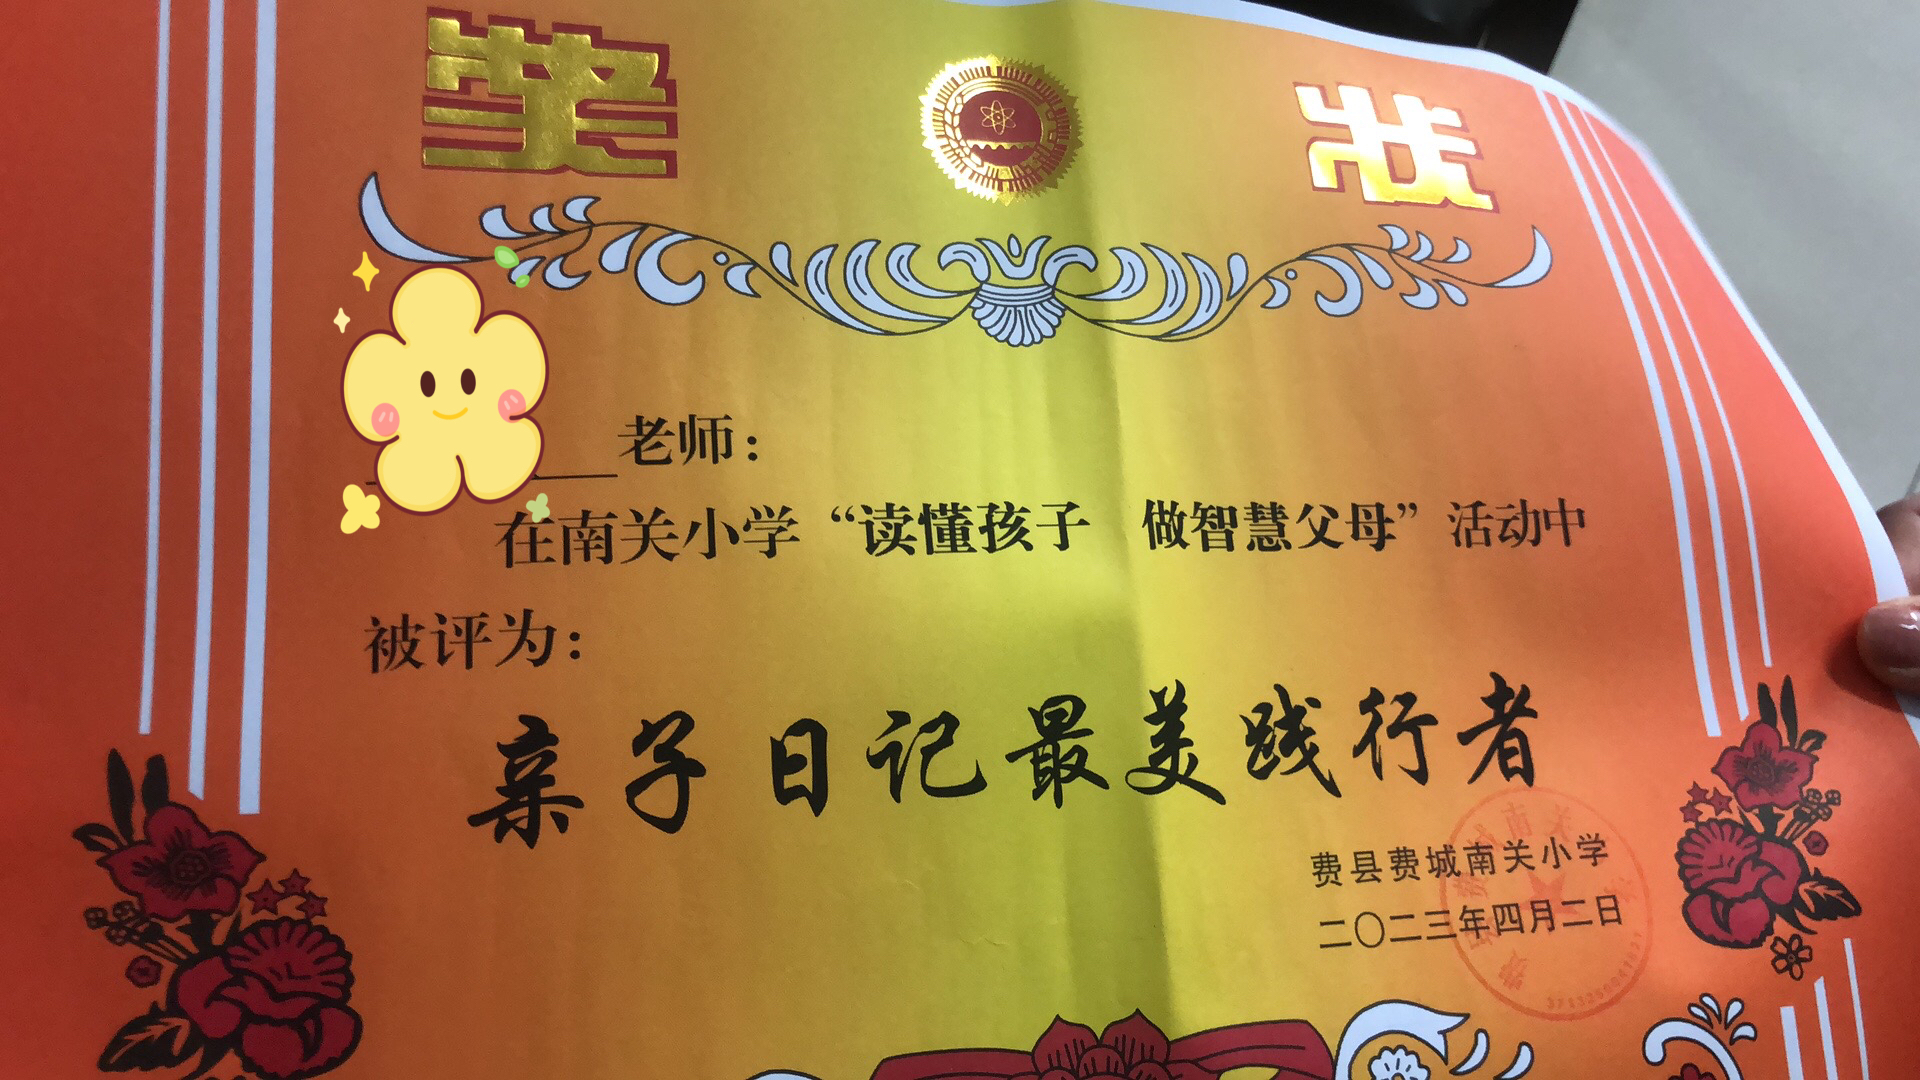 奖状
老师：
在南关小学“读懂孩子 做智慧父母”活动中
被评为：
亲子日记最美践行者
费县费城南关小学
二〇二三年四月二日